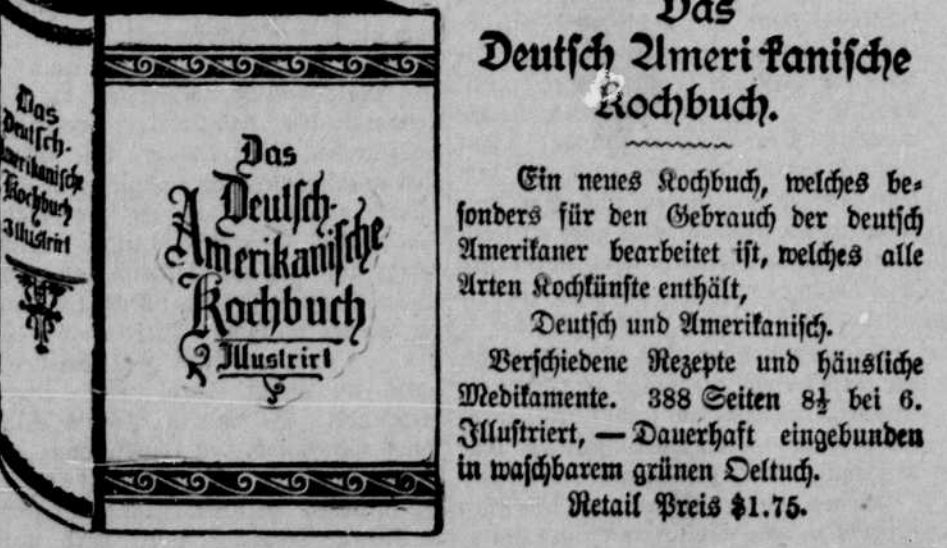 Das
Deutsch-
Amerikanische
Kochbuch
Illustrirt
Das
Deutsch-
Amerikanische
Kochbuch
Illustrirt
Das
Deutsch Ameri kanische
Kochbuch.
Ein neues Kochbuch, welches be-
sonders für den Gebrauch der deutsch
Amerikaner bearbeitet ist, welches alle
Arten Kochkünste enthält,
Deutsch und Amerikanisch.
Verschiedene Rezepte und häusliche
Medikamente. 388 Seiten 8½ bei 6.
Illustriert, — Dauerhaft eingebunden
in waschbarem grünen Oeltuch.
Retail Preis $1.75.